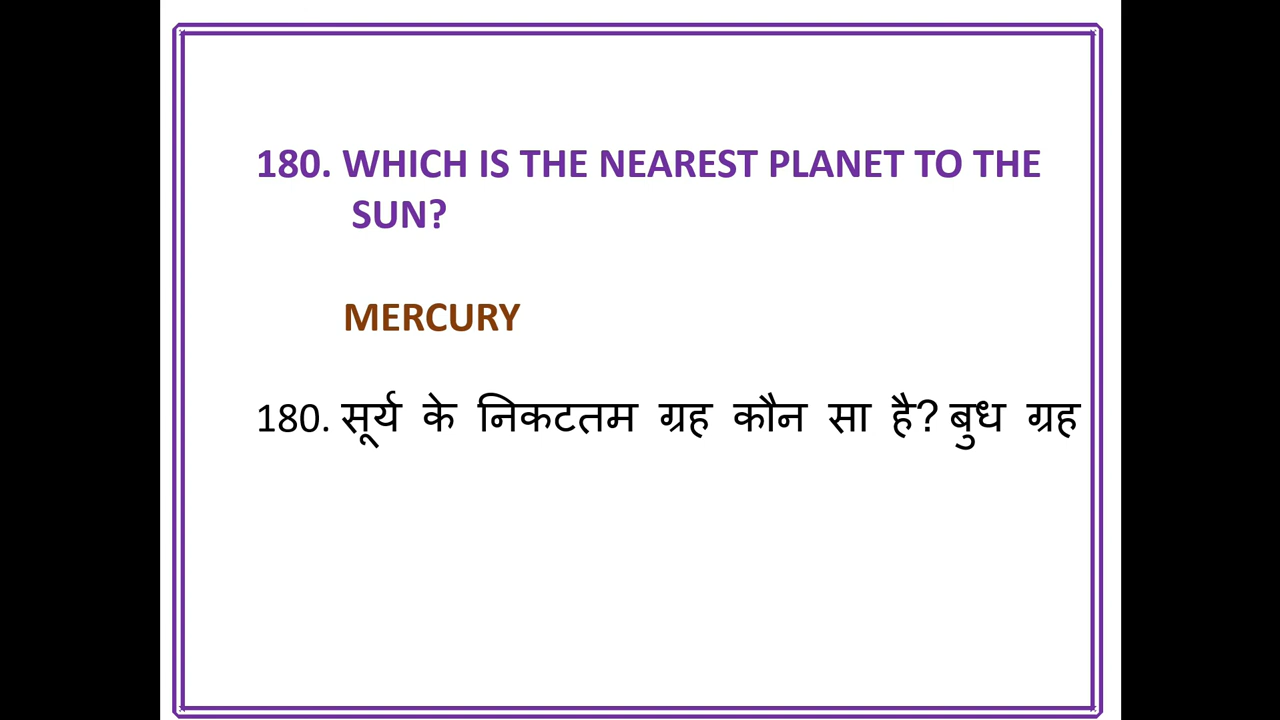 180. WHICH IS THE NEAREST PLANET TO THE
SUN?
MERCURY
180. सूर्य के निकटतम ग्रह कौन सा है? बुध ग्रह